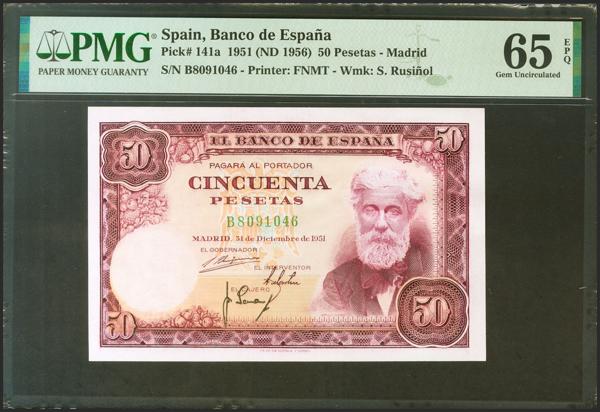 PMG®
PAPER MONEY GUARANTY
Spain, Banco de España
Pick# 141a 1951 (ND 1956) 50 Pesetas - Madrid
S/N B8091046 - Printer: FNMT - Wmk: S. Rusiñol
65 EPQ
Gem Uncirculated
50
50
EL BANCO DE ESPAÑA
PAGARÁ AL PORTADOR
CINCUENTA
PESETAS
B8091046
MADRID, 31 de Diciembre de 1951
EL GOBERNADOR
EL INTERVENTOR
EL CAJERO
50
50